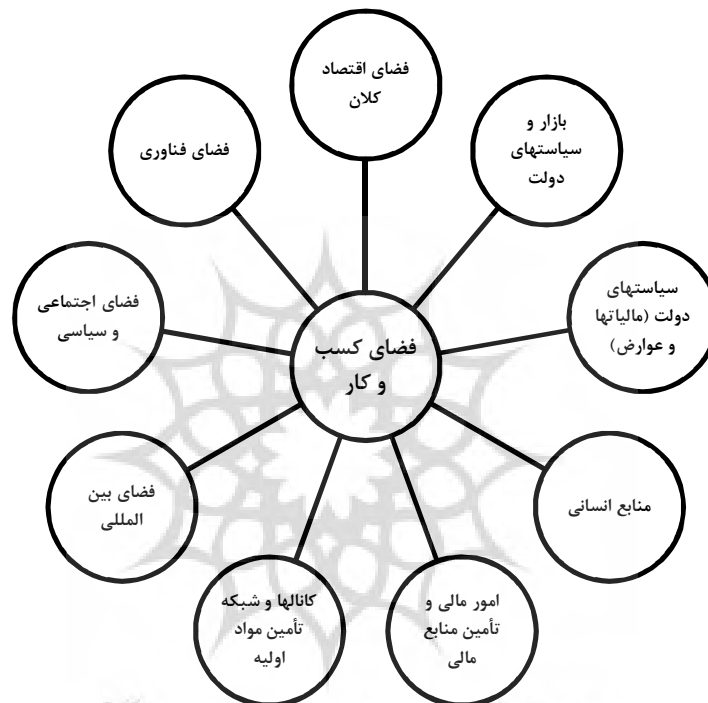 فضای اقتصاد
کلان
بازار و
سیاستهای
دولت
سیاستهای
دولت (مالیاتها
و عوارض)
منابع انسانی
امور مالی و
تأمین منابع
مالی
کانالها و شبکه
تأمین مواد
اولیه
فضای بین
المللی
فضای اجتماعی
و سیاسی
فضای فناوری
فضای کسب
و کار